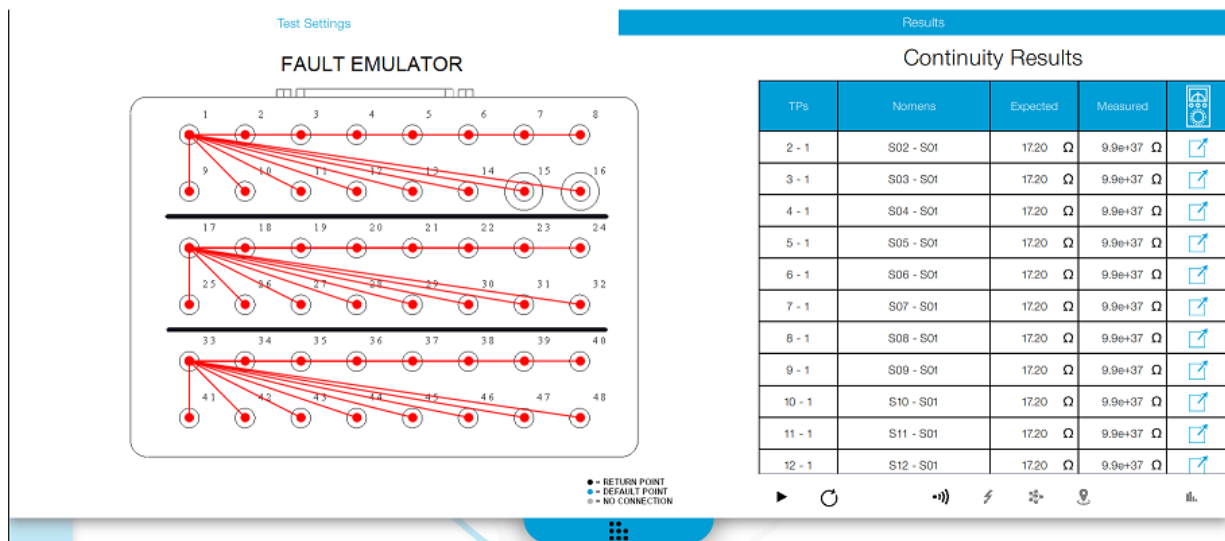 Test Settings
Results
FAULT EMULATOR
1 2 3 4 5 6 7 8
9 10 11 12 13 14 15 16
17 18 19 20 21 22 23 24
25 26 27 28 29 30 31 32
33 34 35 36 37 38 39 40
41 42 43 44 45 46 47 48
● = RETURN POINT
● = DEFAULT POINT
● = NO CONNECTION
Continuity Results
TPs Nomens Expected Measured
2 - 1 S02 - S01 17.20 Ω 9.9e+37 Ω
3 - 1 S03 - S01 17.20 Ω 9.9e+37 Ω
4 - 1 S04 - S01 17.20 Ω 9.9e+37 Ω
5 - 1 S05 - S01 17.20 Ω 9.9e+37 Ω
6 - 1 S06 - S01 17.20 Ω 9.9e+37 Ω
7 - 1 S07 - S01 17.20 Ω 9.9e+37 Ω
8 - 1 S08 - S01 17.20 Ω 9.9e+37 Ω
9 - 1 S09 - S01 17.20 Ω 9.9e+37 Ω
10 - 1 S10 - S01 17.20 Ω 9.9e+37 Ω
11 - 1 S11 - S01 17.20 Ω 9.9e+37 Ω
12 - 1 S12 - S01 17.20 Ω 9.9e+37 Ω